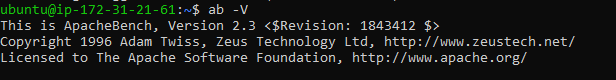 ubuntu@ip-172-31-21-61:~$ ab -V
This is ApacheBench, Version 2.3 <$Revision: 1843412 $>
Copyright 1996 Adam Twiss, Zeus Technology Ltd, http://www.zeustech.net/
Licensed to The Apache Software Foundation, http://www.apache.org/